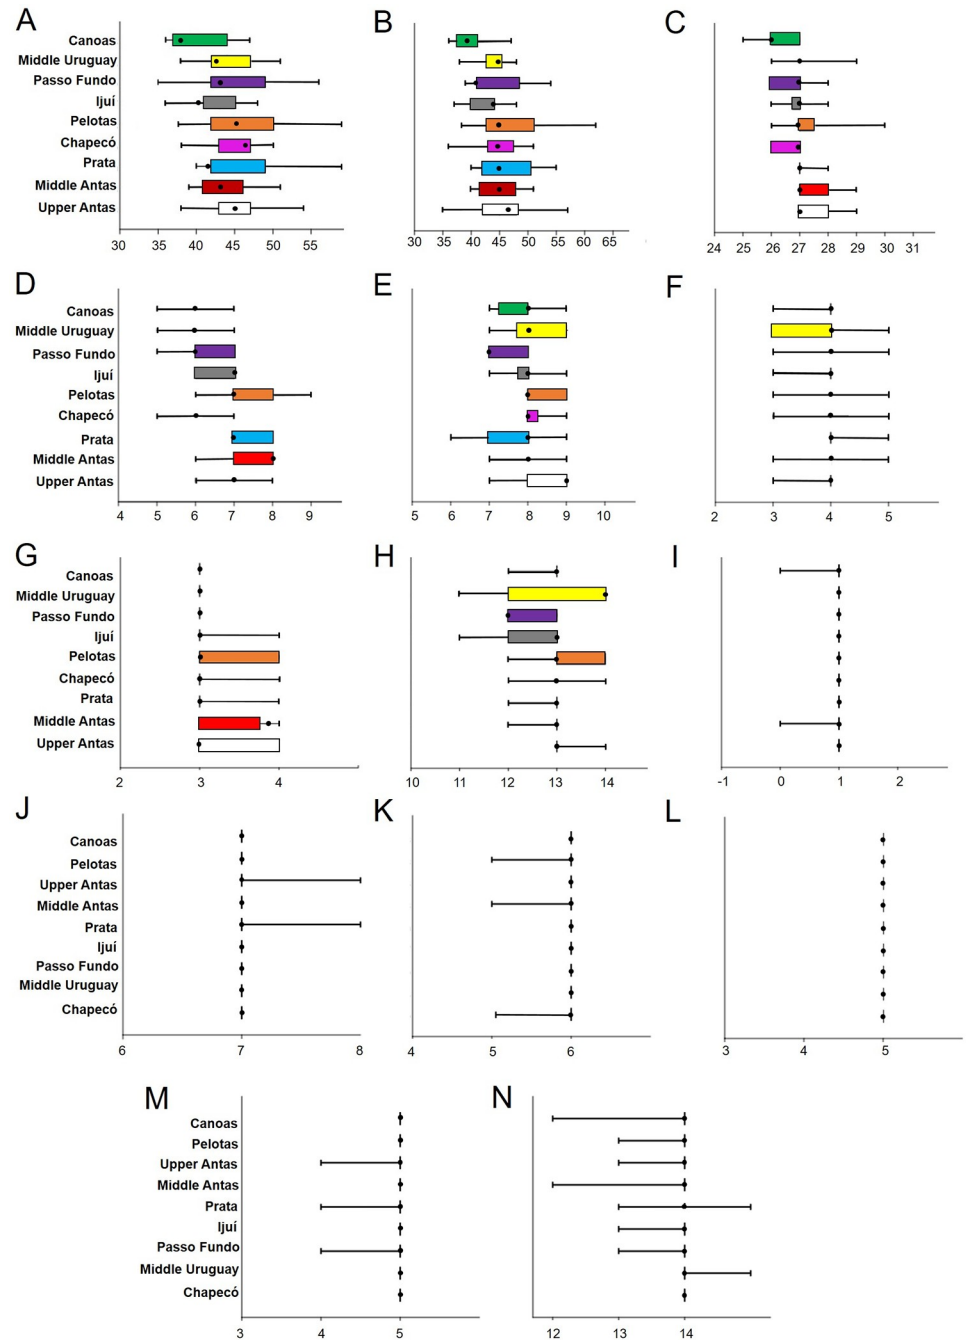 A B C
Canoas
Middle Uruguay
Passo Fundo
Ijuí
Pelotas
Chapecó
Prata
Middle Antas
Upper Antas
30 35 40 45 50 55
30 35 40 45 50 55 60 65
24 25 26 27 28 29 30 31
D E F
Canoas
Middle Uruguay
Passo Fundo
Ijuí
Pelotas
Chapecó
Prata
Middle Antas
Upper Antas
4 5 6 7 8 9
5 6 7 8 9 10
2 3 4 5
G H I
Canoas
Middle Uruguay
Passo Fundo
Ijuí
Pelotas
Chapecó
Prata
Middle Antas
Upper Antas
2 3 4
10 11 12 13 14
-1 0 1 2
J K L
Canoas
Pelotas
Upper Antas
Middle Antas
Prata
Ijuí
Passo Fundo
Middle Uruguay
Chapecó
6 7 8
4 5 6
3 4 5
M N
Canoas
Pelotas
Upper Antas
Middle Antas
Prata
Ijuí
Passo Fundo
Middle Uruguay
Chapecó
3 4 5
12 13 14